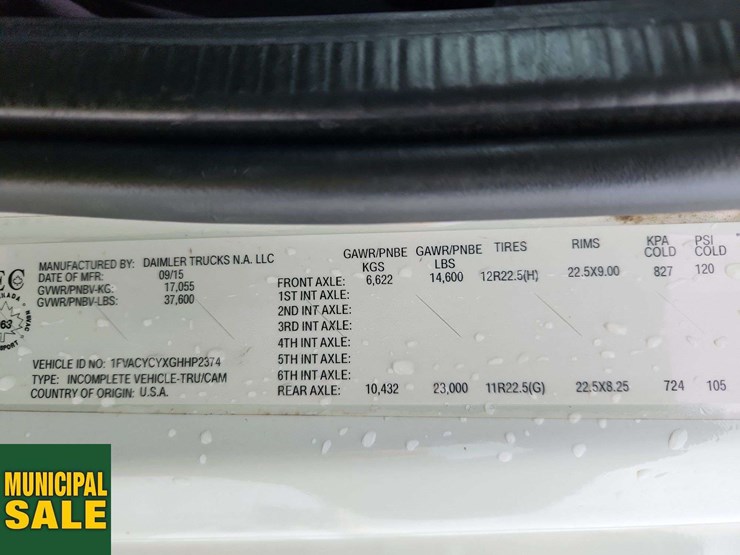 EC
MANUFACTURED BY: DAIMLER TRUCKS N.A. LLC
DATE OF MFR: 09/15
GVWR/PNBV-KG: 17,055
GVWR/PNBV-LBS: 37,600
VEHICLE ID NO: 1FVACYCYXGHHP2374
TYPE: INCOMPLETE VEHICLE-TRU/CAM
COUNTRY OF ORIGIN: U.S.A.
GAWR/PNBE KGS GAWR/PNBE LBS TIRES RIMS KPA COLD PSI COLD
FRONT AXLE: 6,622 14,600 12R22.5(H) 22.5X9.00 827 120
1ST INT AXLE:
2ND INT AXLE:
3RD INT AXLE:
4TH INT AXLE:
5TH INT AXLE:
6TH INT AXLE:
REAR AXLE: 10,432 23,000 11R22.5(G) 22.5X8.25 724 105
MUNICIPAL
SALE